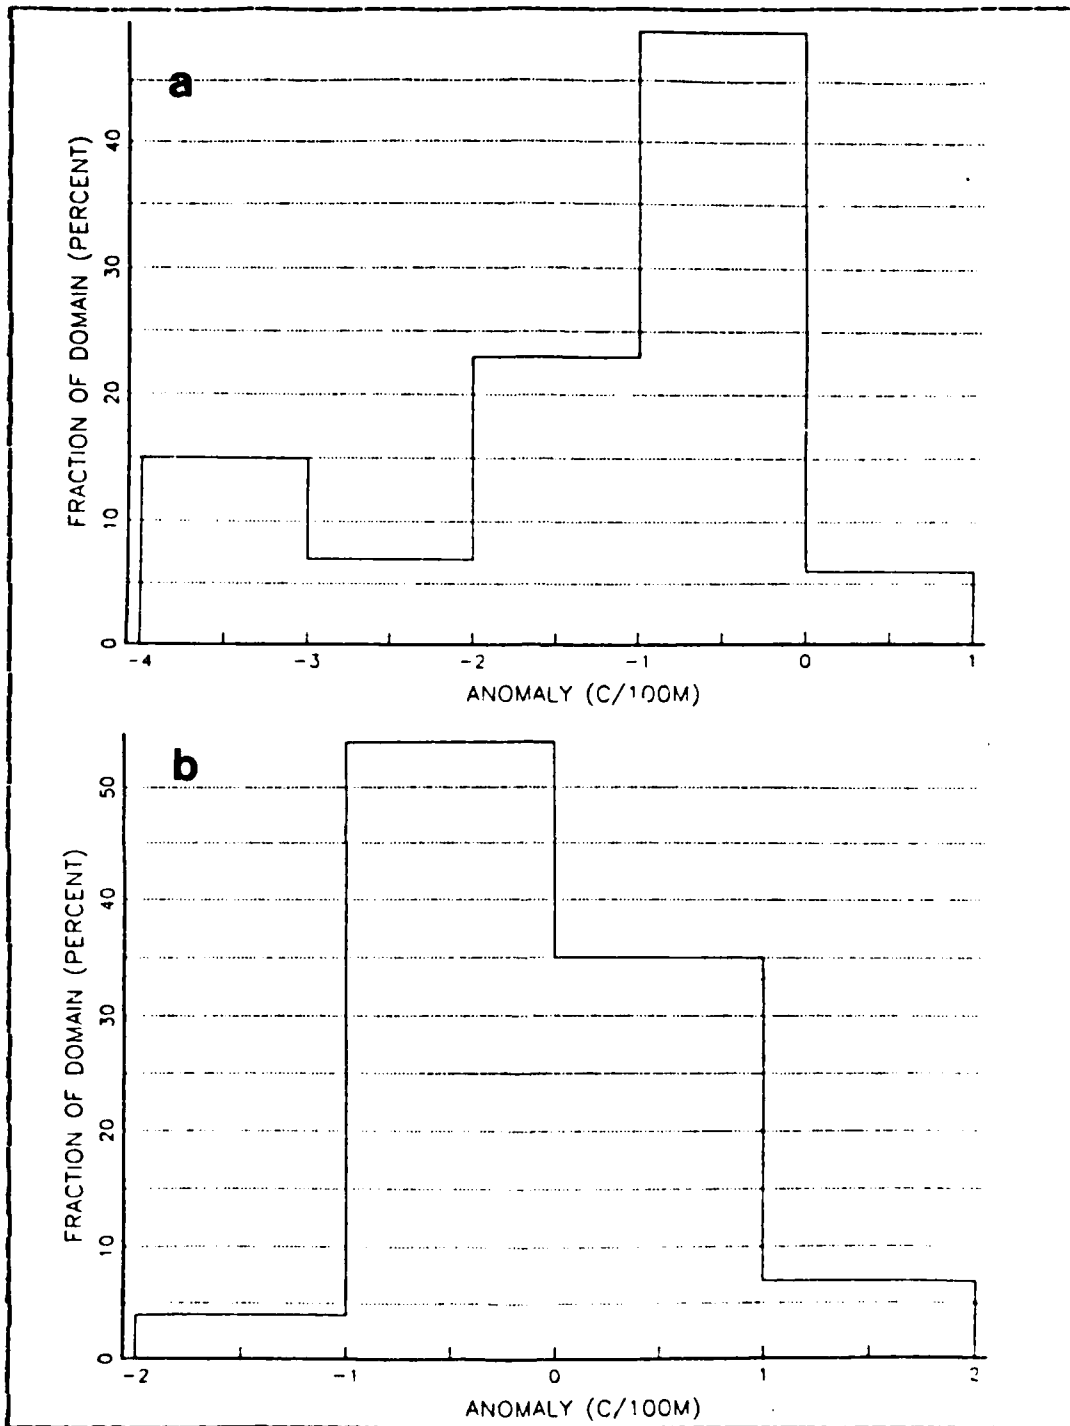 a
FRACTION OF DOMAIN (PERCENT)
40
30
20
10
0
-4 -3 -2 -1 0 1
ANOMALY (C/100M)
b
FRACTION OF DOMAIN (PERCENT)
50
40
30
20
10
0
-2 -1 0 1 2
ANOMALY (C/100M)